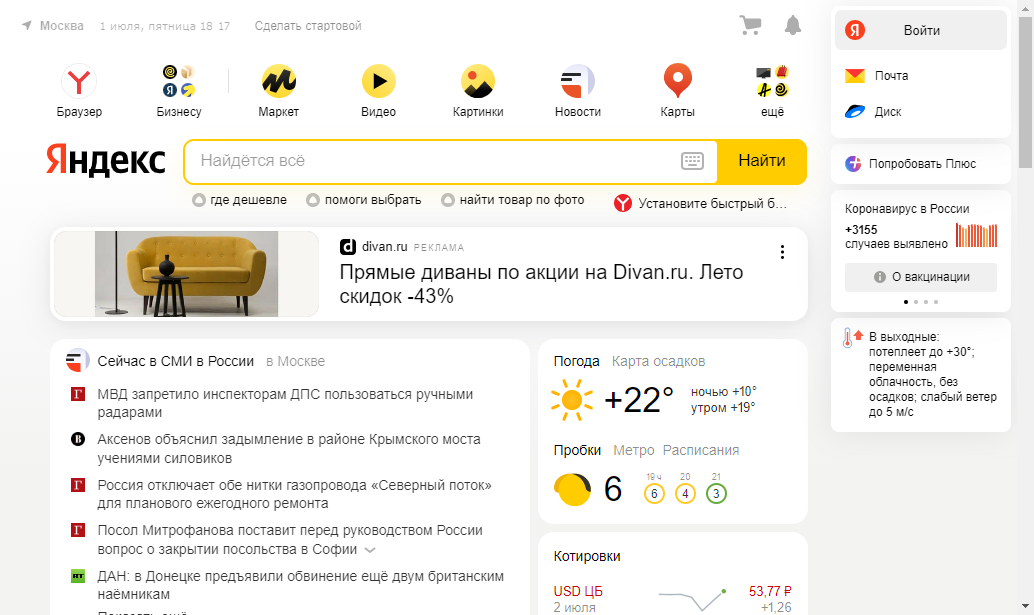 Москва 1 июля, пятница 18 17 Сделать стартовой
Войти
Почта
Диск
Браузер Бизнесу Маркет Видео Картинки Новости Карты ещё
Яндекс Найдётся всё Найти
где дешевле помоги выбрать найти товар по фото Установите быстрый б...
Попробовать Плюс
Коронавирус в России
+3155
случаев выявлено
О вакцинации
divan.ru РЕКЛАМА
Прямые диваны по акции на Divan.ru. Лето
скидок -43%
В выходные:
потеплеет до +30°;
переменная
облачность, без
осадков; слабый ветер
до 5 м/с
Сейчас в СМИ в России в Москве
МВД запретило инспекторам ДПС пользоваться ручными
радарами
Аксенов объяснил задымление в районе Крымского моста
учениями силовиков
Россия отключает обе нитки газопровода «Северный поток»
для планового ежегодного ремонта
Посол Митрофанова поставит перед руководством России
вопрос о закрытии посольства в Софии
ДАН: в Донецке предъявили обвинение ещё двум британским
наёмникам
Показать ещё
Погода Карта осадков
+22° ночью +10°
утром +19°
Пробки Метро Расписания
19 ч 20 21
6 6 4 3
Котировки
USD ЦБ 53,77 ₽
2 июля +1,26